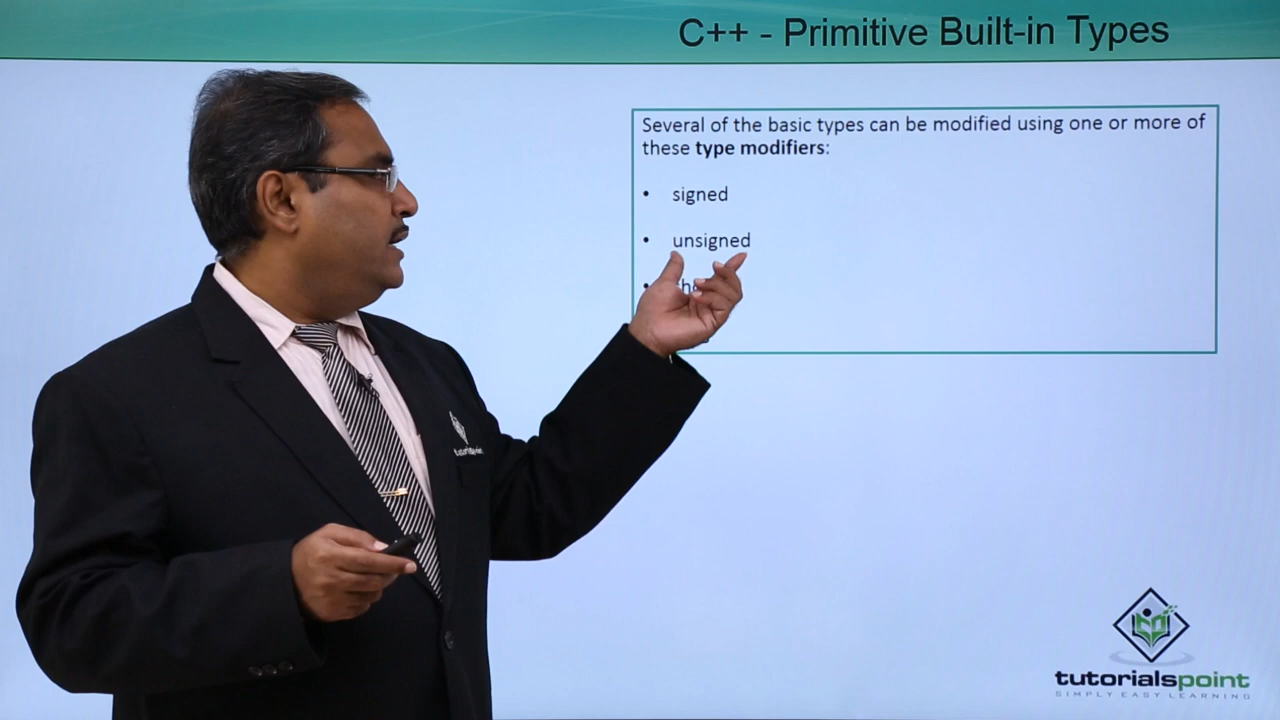 C++ - Primitive Built-in Types
Several of the basic types can be modified using one or more of
these type modifiers:
• signed
• unsigned
•
tutorialspoint
tutorialspoint
SIMPLY EASY LEARNING